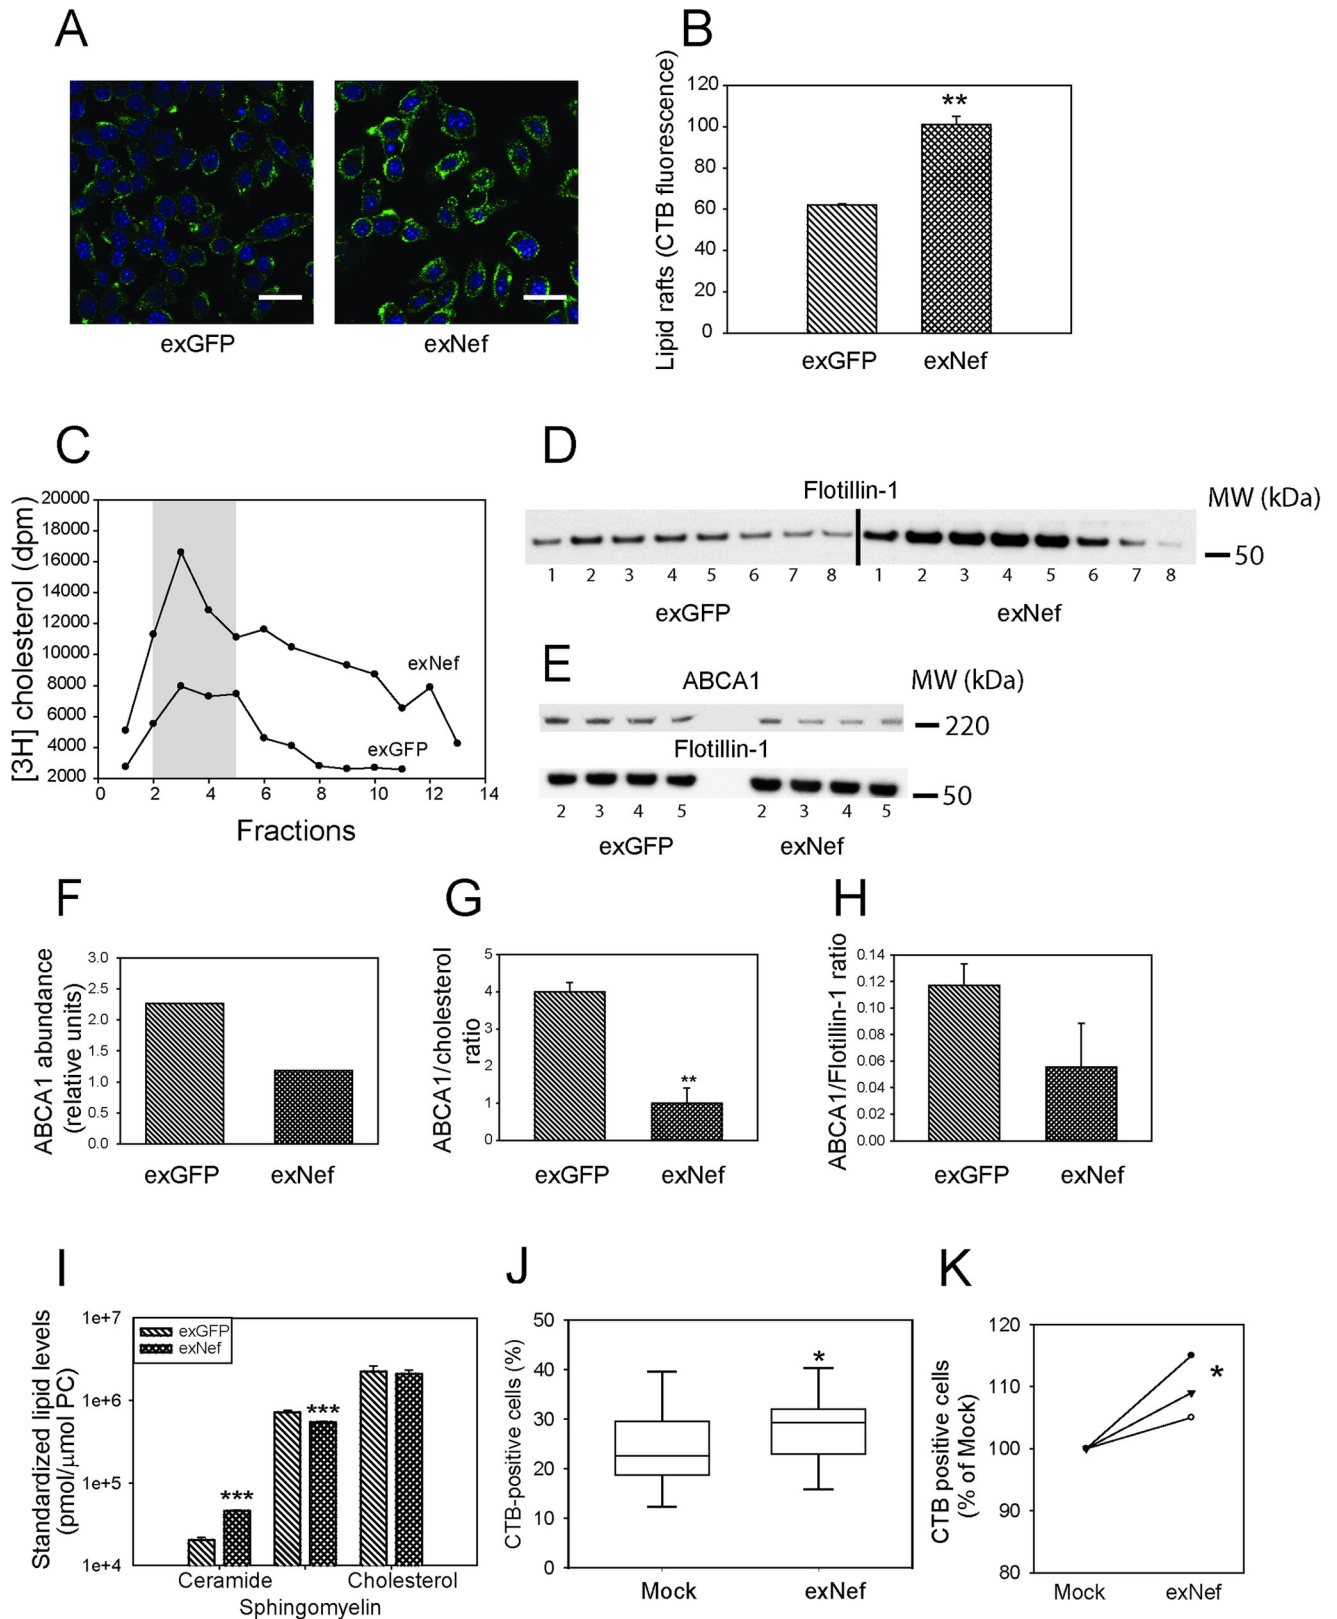 A
exGFP
exNef
B
Lipid rafts (CTB fluorescence)
120
100
80
60
40
20
0
**
exGFP
exNef
C
[3H] cholesterol (dpm)
20000
18000
16000
14000
12000
10000
8000
6000
4000
2000
exNef
exGFP
0 2 4 6 8 10 12 14
Fractions
D
Flotillin-1
MW (kDa)
50
1 2 3 4 5 6 7 8 1 2 3 4 5 6 7 8
exGFP
exNef
E
ABCA1
MW (kDa)
220
Flotillin-1
50
2 3 4 5 2 3 4 5
exGFP
exNef
F
ABCA1 abundance
(relative units)
3.0
2.5
2.0
1.5
1.0
0.5
0.0
exGFP
exNef
G
ABCA1/cholesterol
ratio
5
4
3
2
1
0
**
exGFP
exNef
H
ABCA1/Flotillin-1 ratio
0.14
0.12
0.10
0.08
0.06
0.04
0.02
0.00
exGFP
exNef
I
Standardized lipid levels
(pmol/µmol PC)
1e+7
1e+6
1e+5
1e+4
exGFP
exNef
***
***
Ceramide
Cholesterol
Sphingomyelin
J
CTB-positive cells (%)
50
40
30
20
10
0
*
Mock
exNef
K
CTB positive cells
(% of Mock)
120
110
100
90
80
*
Mock
exNef